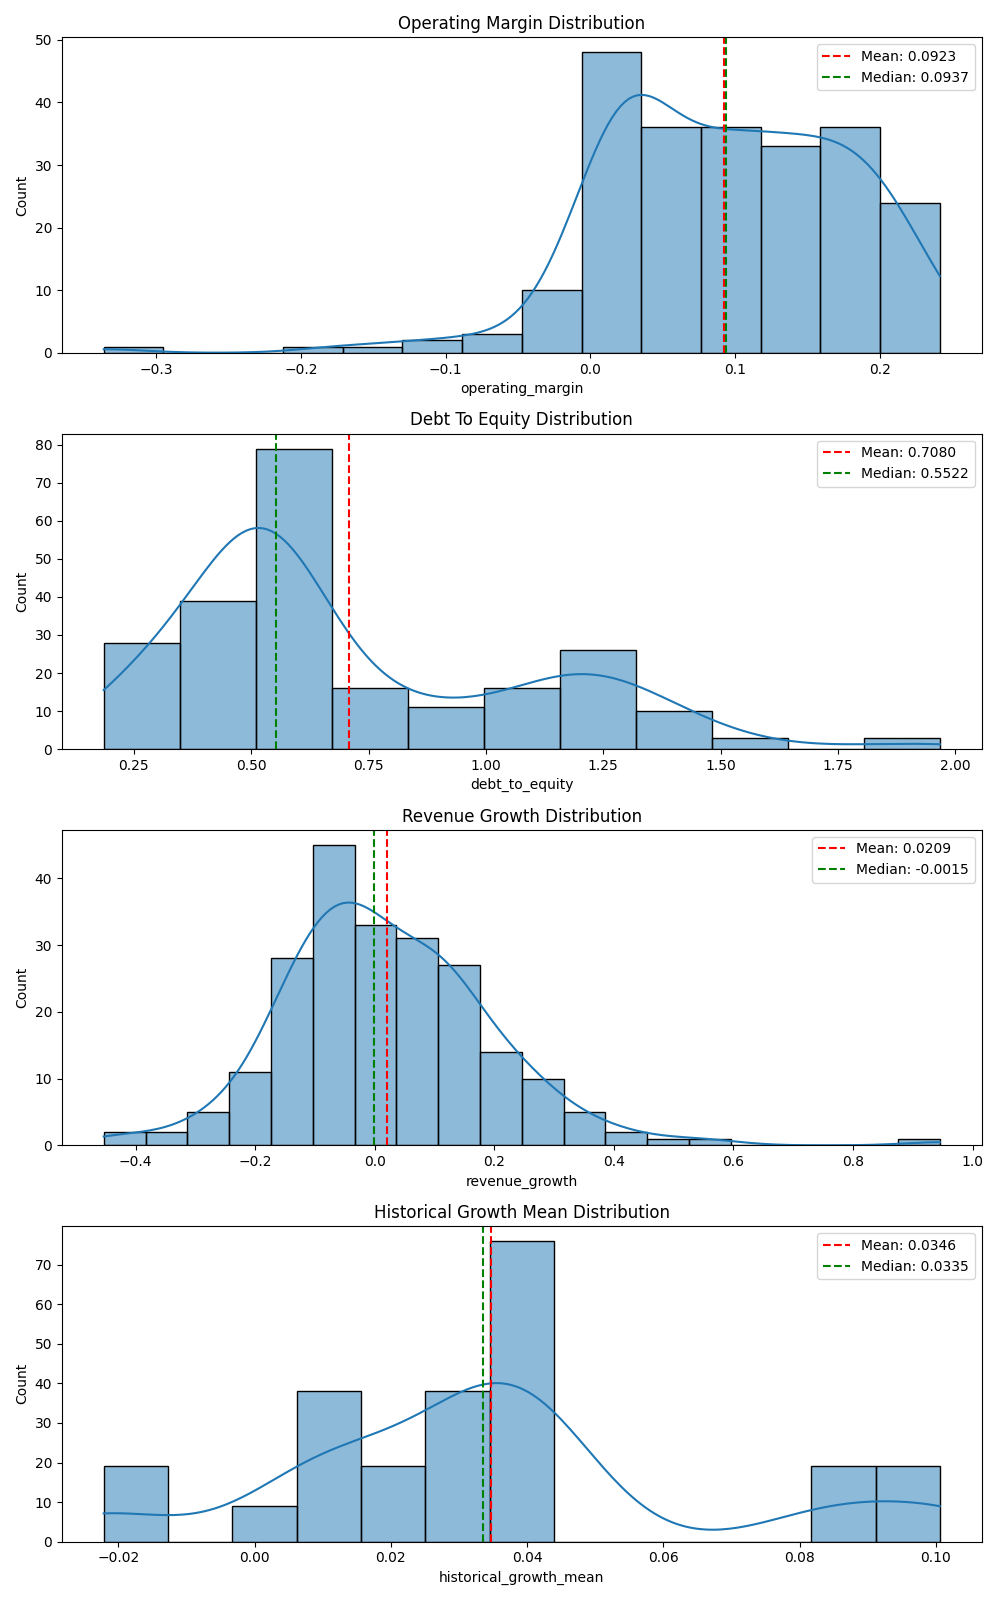 Operating Margin Distribution
Mean: 0.0923
Median: 0.0937
50
40
30
20
10
0
Count
−0.3 −0.2 −0.1 0.0 0.1 0.2
operating_margin
Debt To Equity Distribution
Mean: 0.7080
Median: 0.5522
80
70
60
50
40
30
20
10
0
Count
0.25 0.50 0.75 1.00 1.25 1.50 1.75 2.00
debt_to_equity
Revenue Growth Distribution
Mean: 0.0209
Median: -0.0015
40
30
20
10
0
Count
−0.4 −0.2 0.0 0.2 0.4 0.6 0.8 1.0
revenue_growth
Historical Growth Mean Distribution
Mean: 0.0346
Median: 0.0335
70
60
50
40
30
20
10
0
Count
−0.02 0.00 0.02 0.04 0.06 0.08 0.10
historical_growth_mean